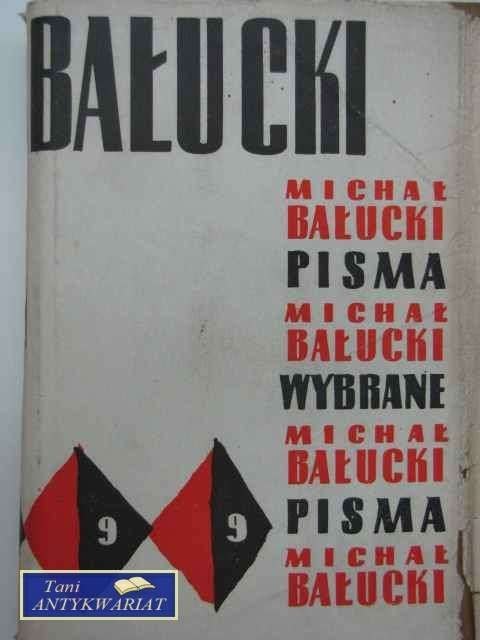 BAŁUCKI
MICHAŁ
BAŁUCKI
PISMA
MICHAŁ
BAŁUCKI
WYBRANE
MICHAŁ
BAŁUCKI
PISMA
MICHAŁ
BAŁUCKI
9 9
Tani
ANTYKWARIAT